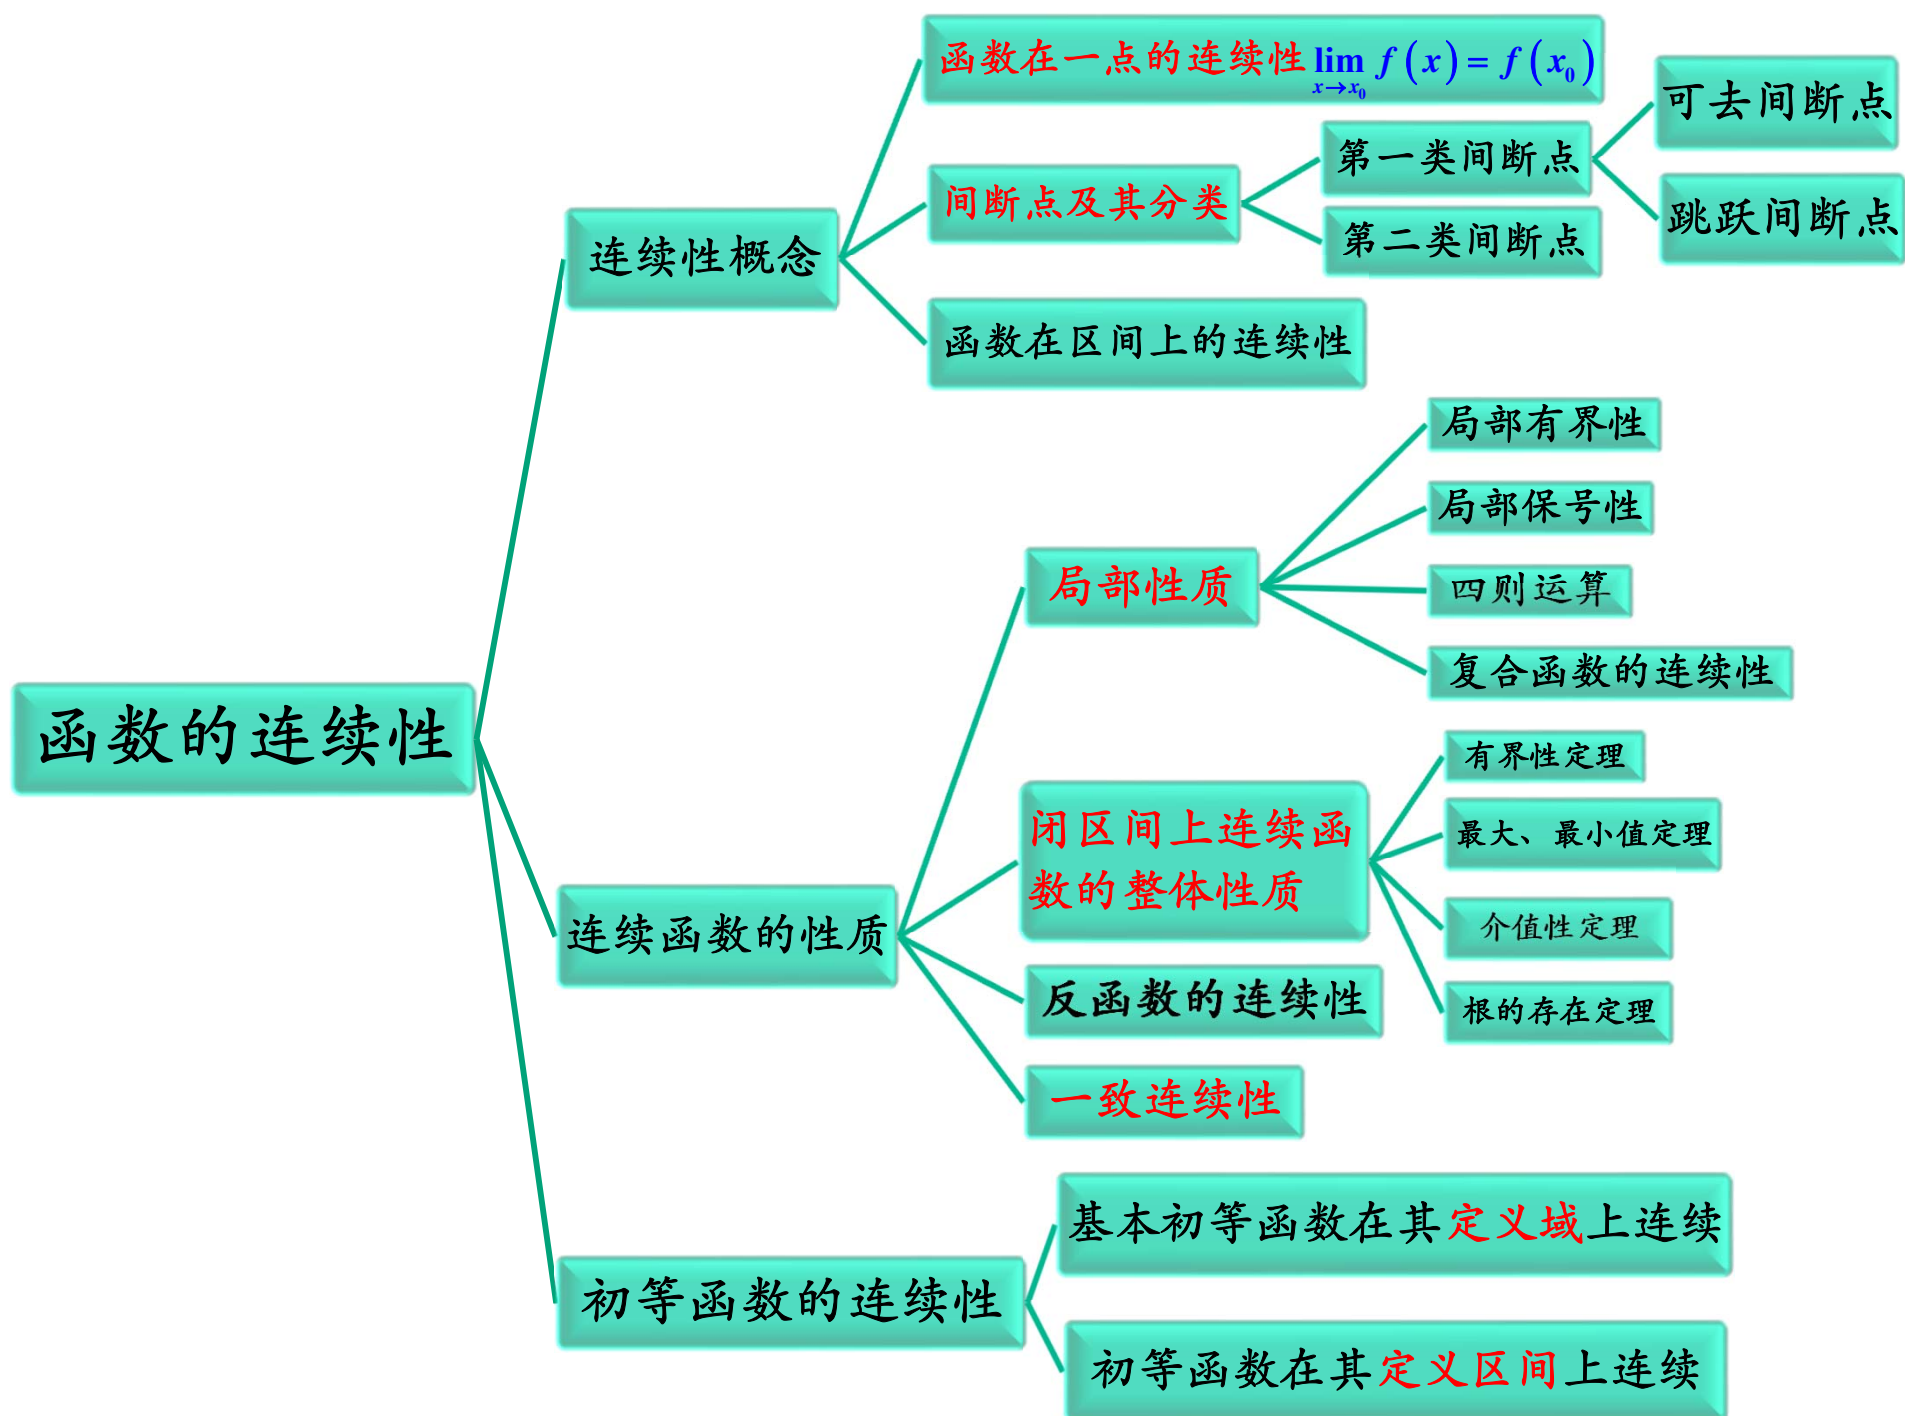 函数的连续性
连续性概念
函数在一点的连续性 lim f(x) = f(x₀)
x→x₀
间断点及其分类
第一类间断点
可去间断点
跳跃间断点
第二类间断点
函数在区间上的连续性
连续函数的性质
局部性质
局部有界性
局部保号性
四则运算
复合函数的连续性
闭区间上连续函
数的整体性质
有界性定理
最大、最小值定理
介值性定理
根的存在定理
反函数的连续性
一致连续性
初等函数的连续性
基本初等函数在其定义域上连续
初等函数在其定义区间上连续